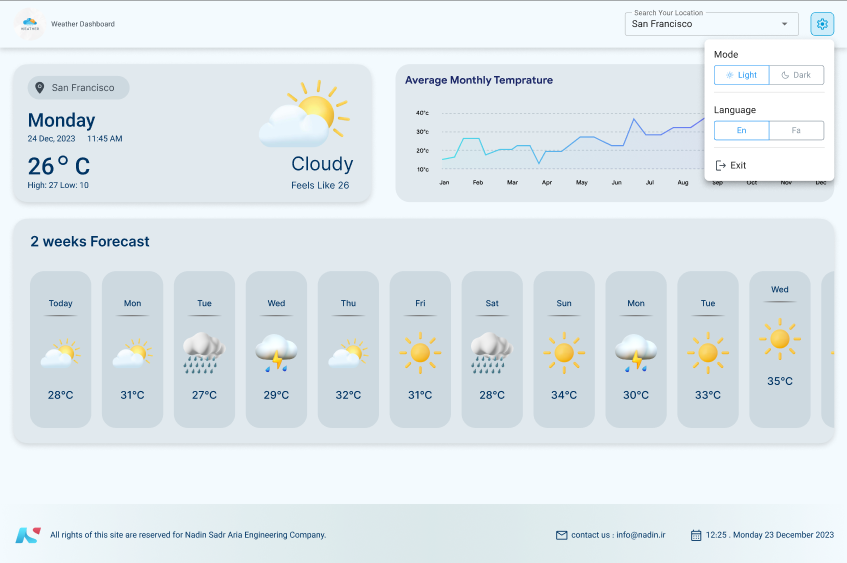 WEATHER
Weather Dashboard
Search Your Location
San Francisco
Mode
Light
Dark
Language
En
Fa
Exit
San Francisco
Monday
24 Dec, 2023 11:45 AM
26° C
High: 27 Low: 10
Cloudy
Feels Like 26
Average Monthly Temprature
40°c
30°c
20°c
10°c
Jan Feb Mar Apr May Jun Jul Aug Sep Oct Nov Dec
2 weeks Forecast
Today Mon Tue Wed Thu Fri Sat Sun Mon Tue Wed
28°C 31°C 27°C 29°C 32°C 31°C 28°C 34°C 30°C 33°C 35°C
All rights of this site are reserved for Nadin Sadr Aria Engineering Company.
contact us : info@nadin.ir
12:25 . Monday 23 December 2023